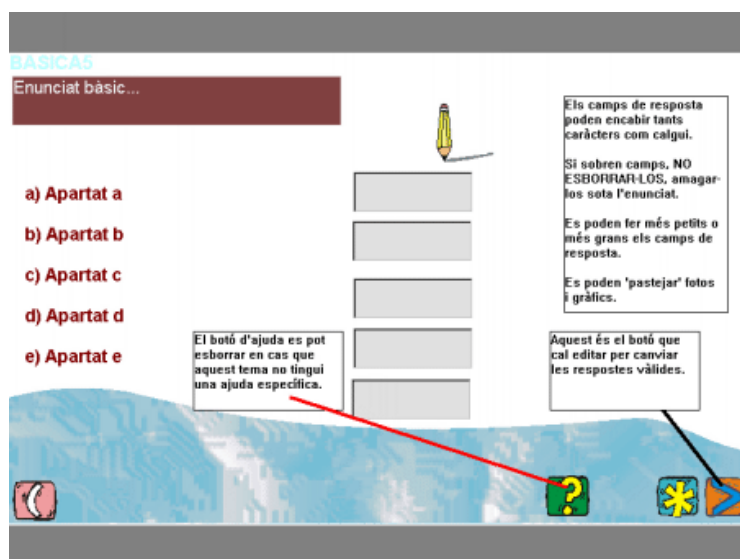 BASICA5
Enunciat bàsic...
Els camps de resposta
poden encabir tants
caràcters com calgui.
Si sobren camps, NO
ESBORRAR-LOS, amagar-
los sota l'enunciat.
Es poden fer més petits o
més grans els camps de
resposta.
Es poden 'pastejar' fotos
i gràfics.
a) Apartat a
b) Apartat b
c) Apartat c
d) Apartat d
e) Apartat e
El botó d'ajuda es pot
esborrar en cas que
aquest tema no tingui
una ajuda específica.
Aquest és el botó que
cal editar per canviar
les respostes vàlides.
?